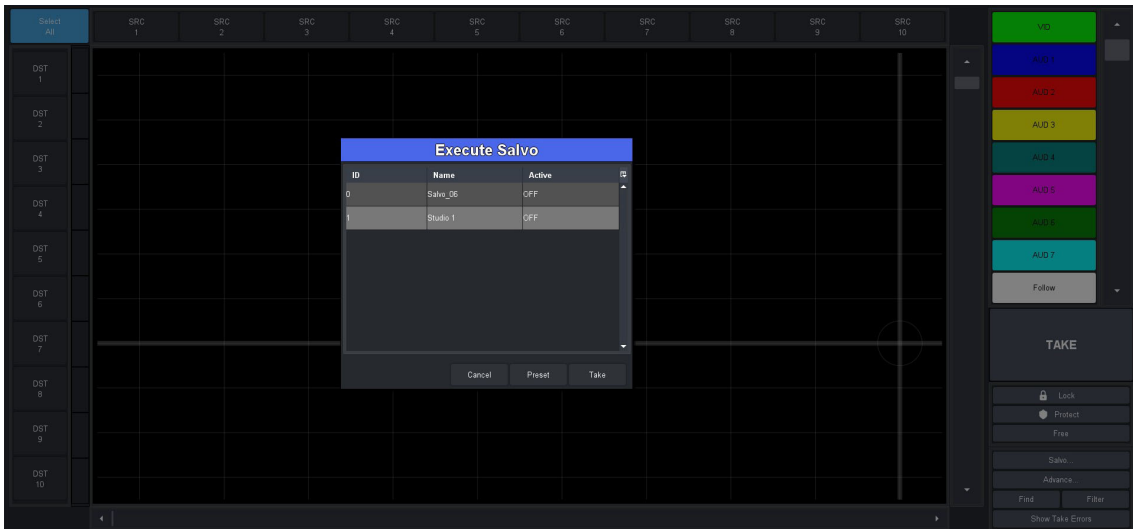 Select
All
SRC
1
SRC
2
SRC
3
SRC
4
SRC
5
SRC
6
SRC
7
SRC
8
SRC
9
SRC
10
DST
1
DST
2
DST
3
DST
4
DST
5
DST
6
DST
7
DST
8
DST
9
DST
10
Execute Salvo
ID Name Active
0 Salvo_06 OFF
1 Studio 1 OFF
Cancel Preset Take
VID
AUD 1
AUD 2
AUD 3
AUD 4
AUD 5
AUD 6
AUD 7
Follow
TAKE
Lock
Protect
Free
Salvo...
Advance...
Find Filter
Show Take Errors